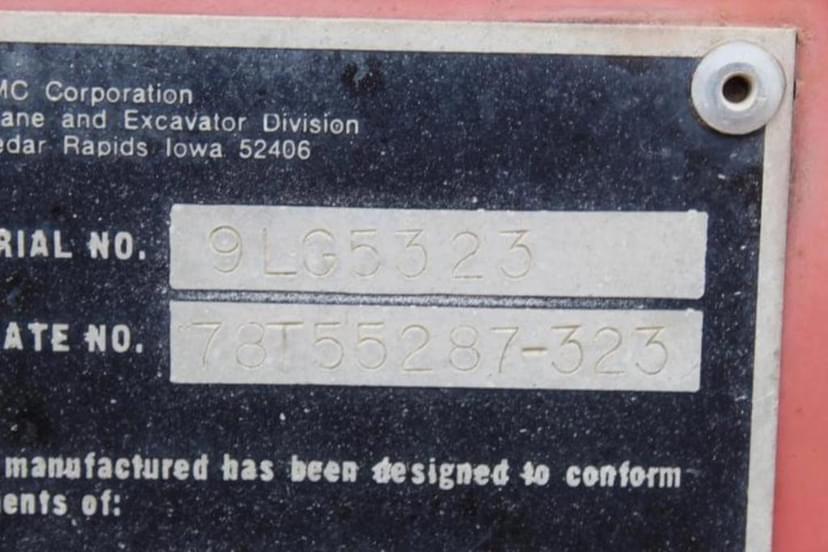 MC Corporation
ane and Excavator Division
edar Rapids Iowa 52406
RIAL NO. 9LG5323
ATE NO. 78T55287-323
manufactured has been designed to conform
ents of: